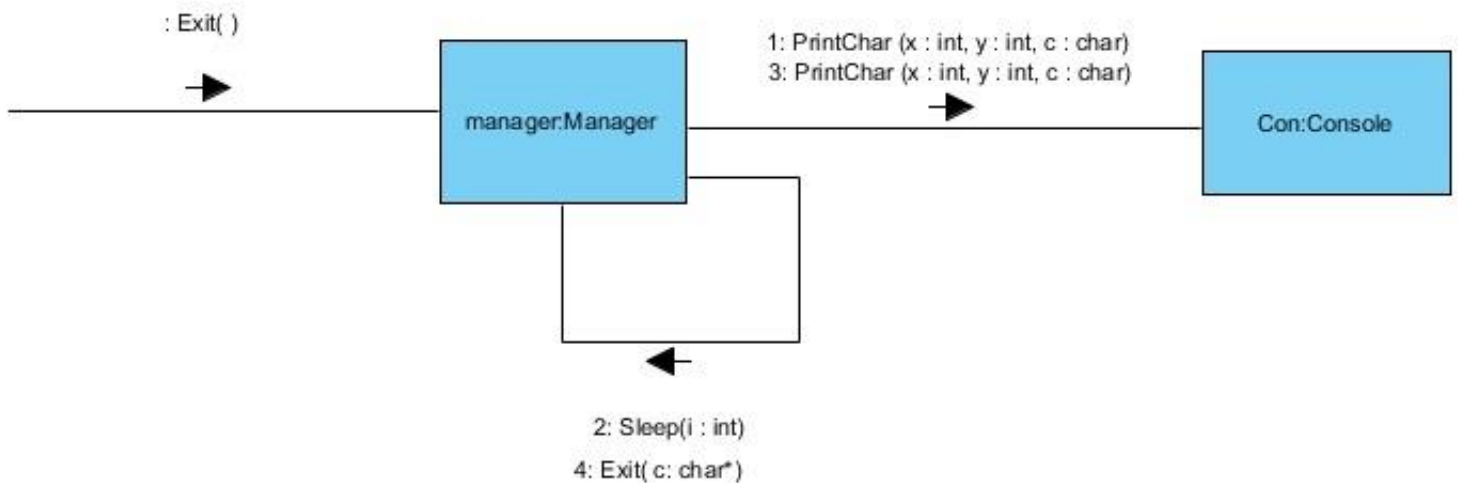 : Exit( )
1: PrintChar (x : int, y : int, c : char)
3: PrintChar (x : int, y : int, c : char)
manager:Manager
Con:Console
2: Sleep(i : int)
4: Exit( c: char*)